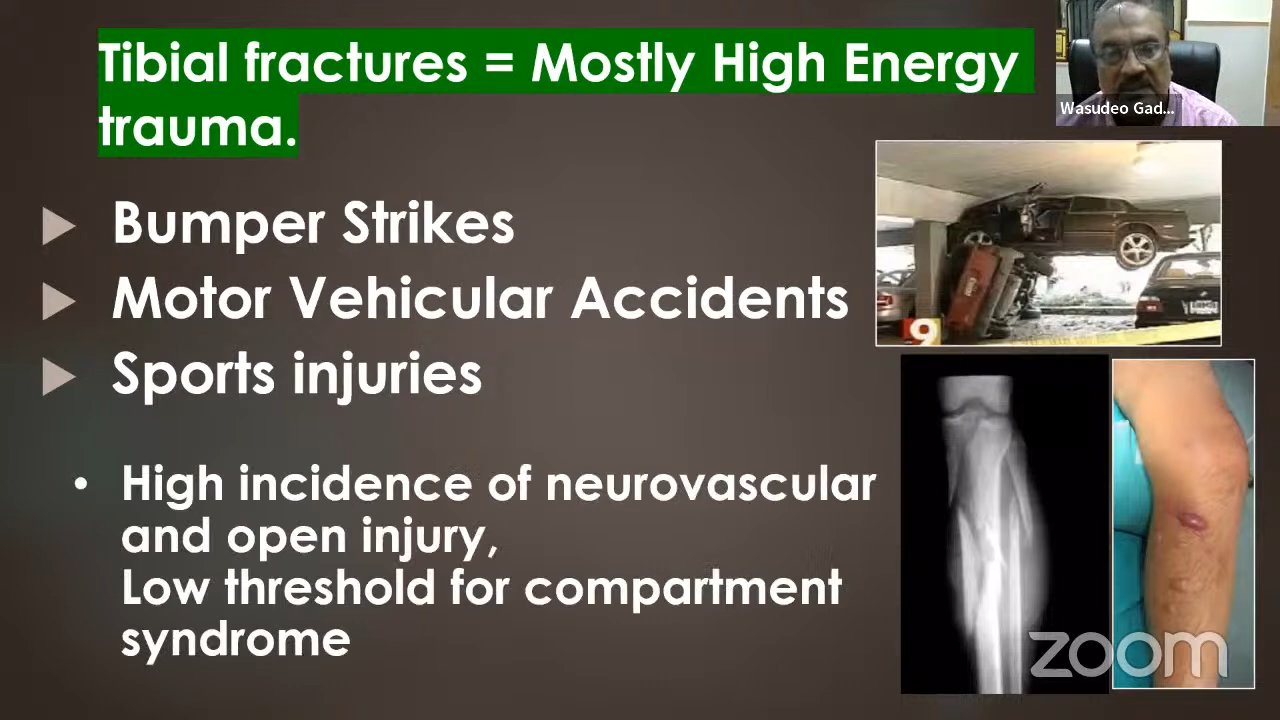 Tibial fractures = Mostly High Energy
trauma.
Wasudeo Gad...
Bumper Strikes
Motor Vehicular Accidents
Sports injuries
9
• High incidence of neurovascular
and open injury,
Low threshold for compartment
syndrome
zoom